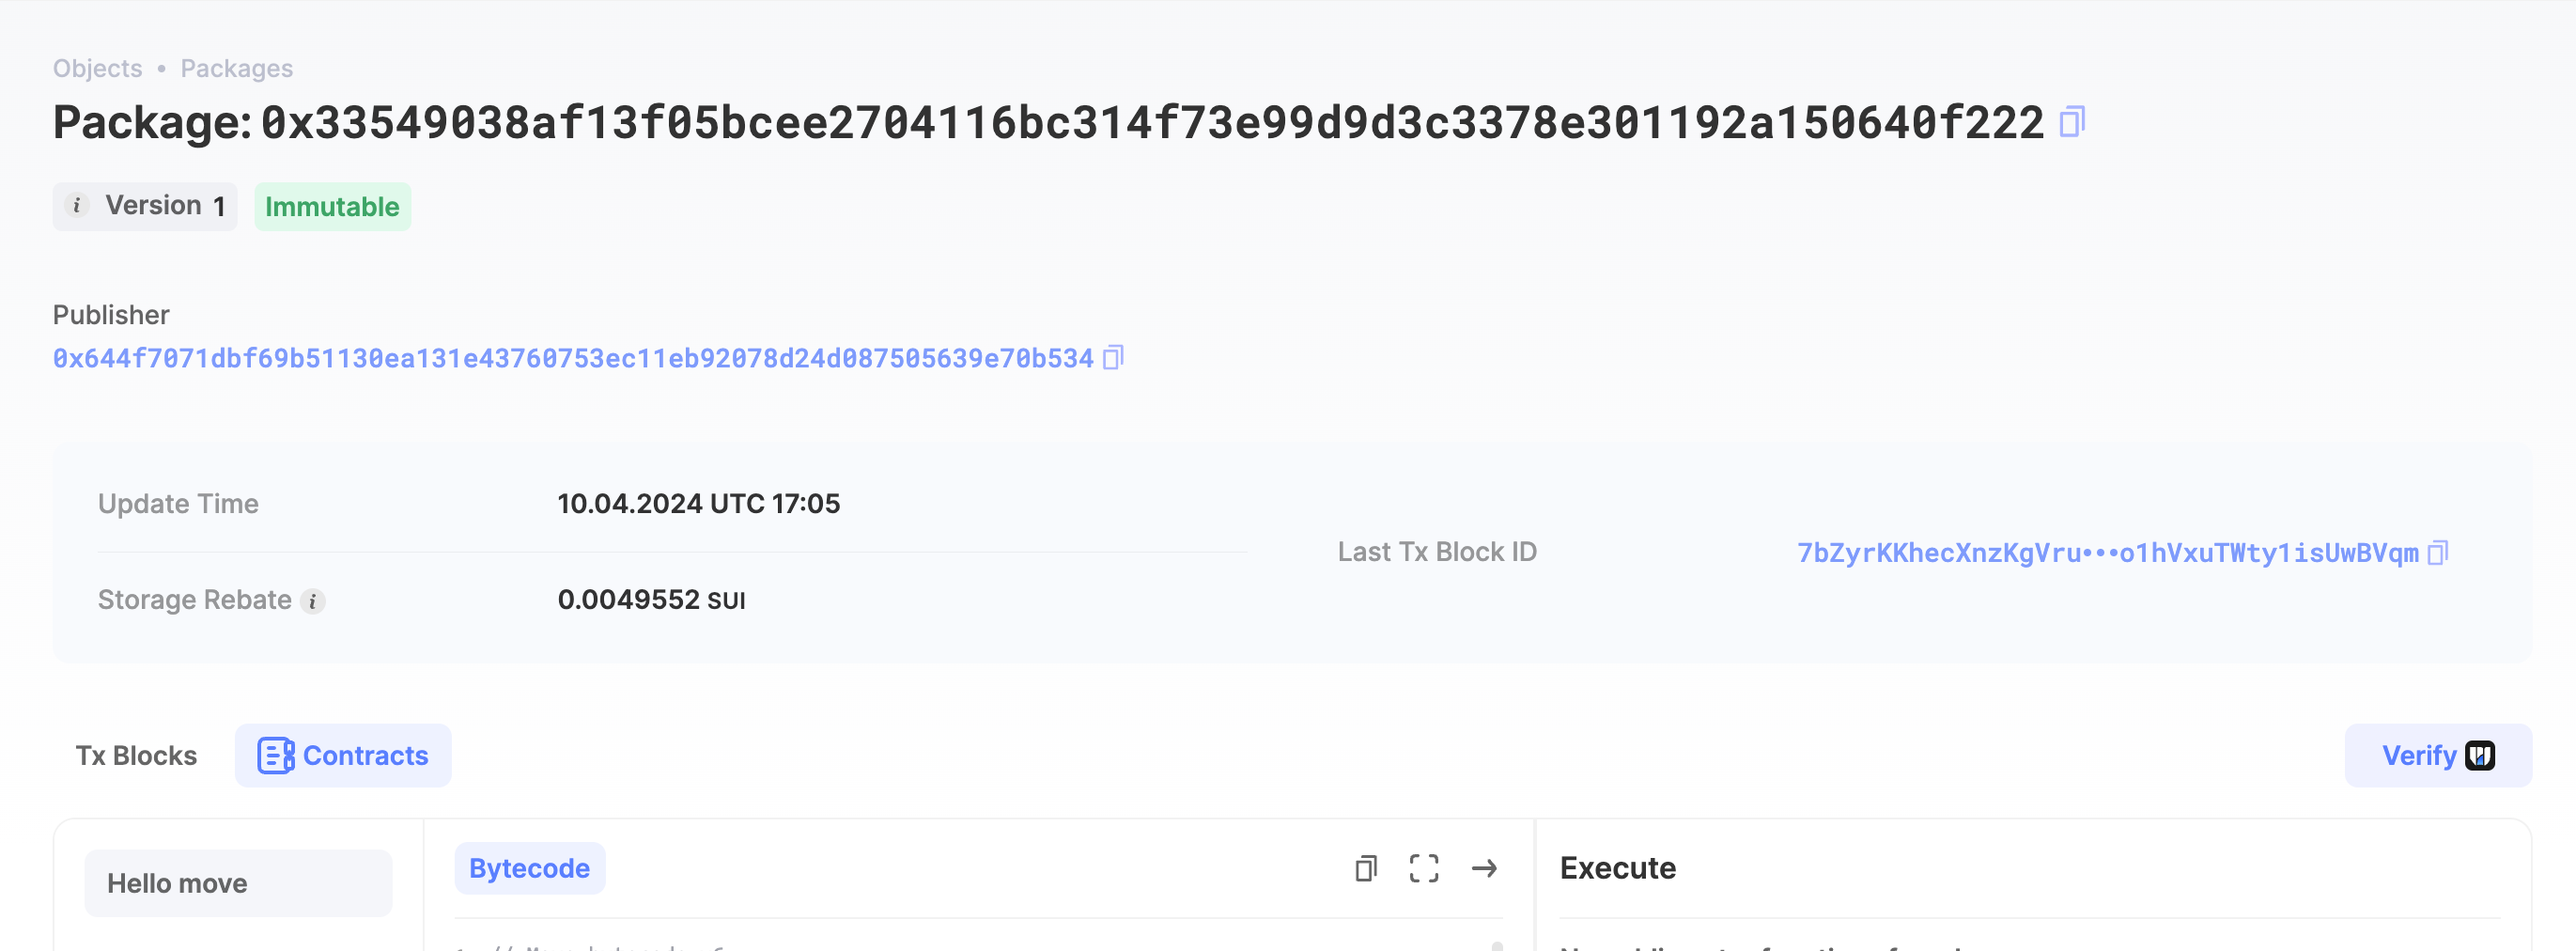 Objects • Packages
Package: 0x33549038af13f05bcee2704116bc314f73e99d9d3c3378e301192a150640f222
i Version 1 Immutable
Publisher
0x644f7071dbf69b51130ea131e43760753ec11eb92078d24d087505639e70b534
Update Time 10.04.2024 UTC 17:05
Last Tx Block ID 7bZyrKKhecXnzKgVru•••o1hVxuTWty1isUwBVqm
Storage Rebate i 0.0049552 SUI
Tx Blocks Contracts Verify
Hello move
Bytecode
Execute